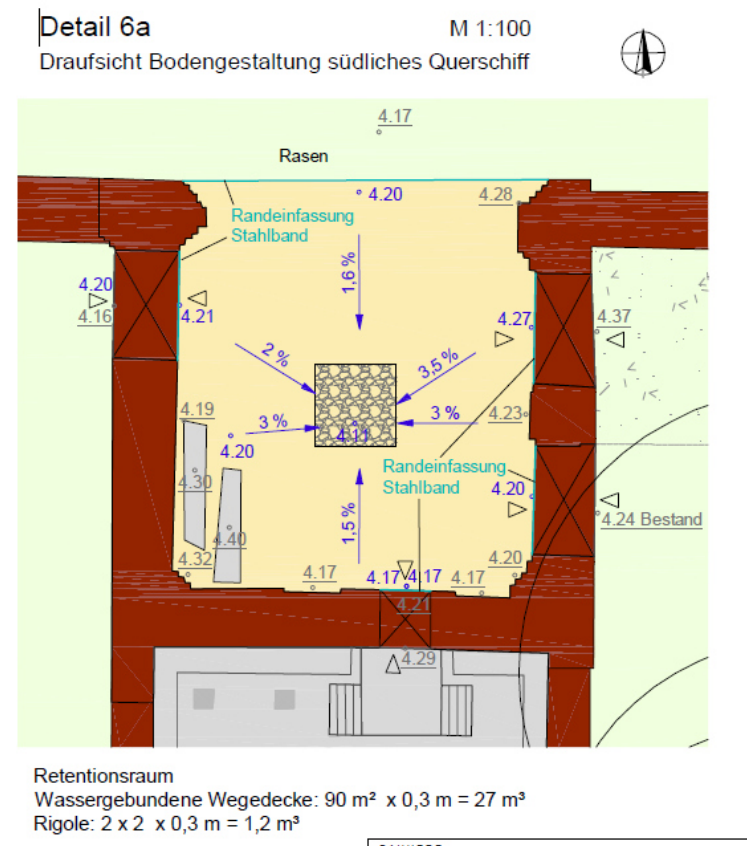 Detail 6a
M 1:100
Draufsicht Bodengestaltung südliches Querschiff
4.17
Rasen
4.20
4.28
Randeinfassung
Stahlband
1,6 %
4.20
4.16
4.21
4.27
4.37
2 %
3,5 %
4.19
3 %
3 %
4.23
4.20
4.11
4.30
Randeinfassung
Stahlband
4.20
4.24 Bestand
4.40
1,5 %
4.32
4.17
4.17
4.17
4.17
4.20
4.21
4.29
Retentionsraum
Wassergebundene Wegedecke: 90 m² x 0,3 m = 27 m³
Rigole: 2 x 2 x 0,3 m = 1,2 m³